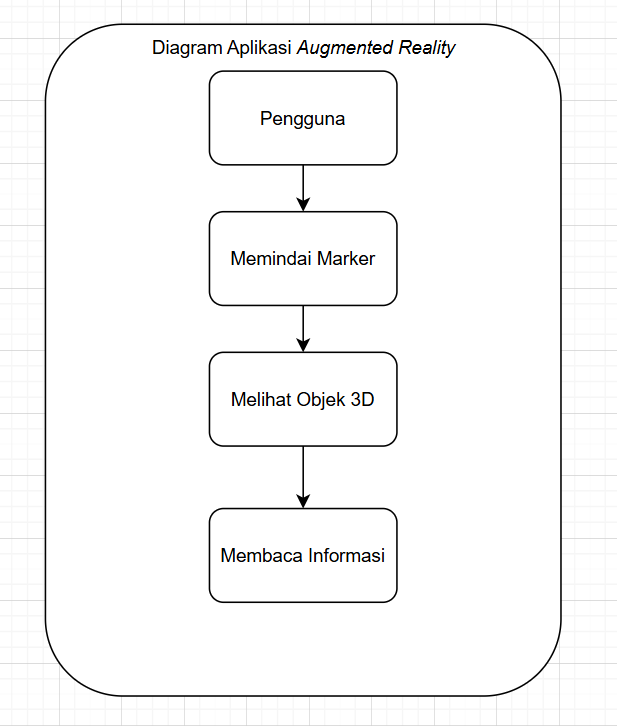 Diagram Aplikasi Augmented Reality
Pengguna
Memindai Marker
Melihat Objek 3D
Membaca Informasi